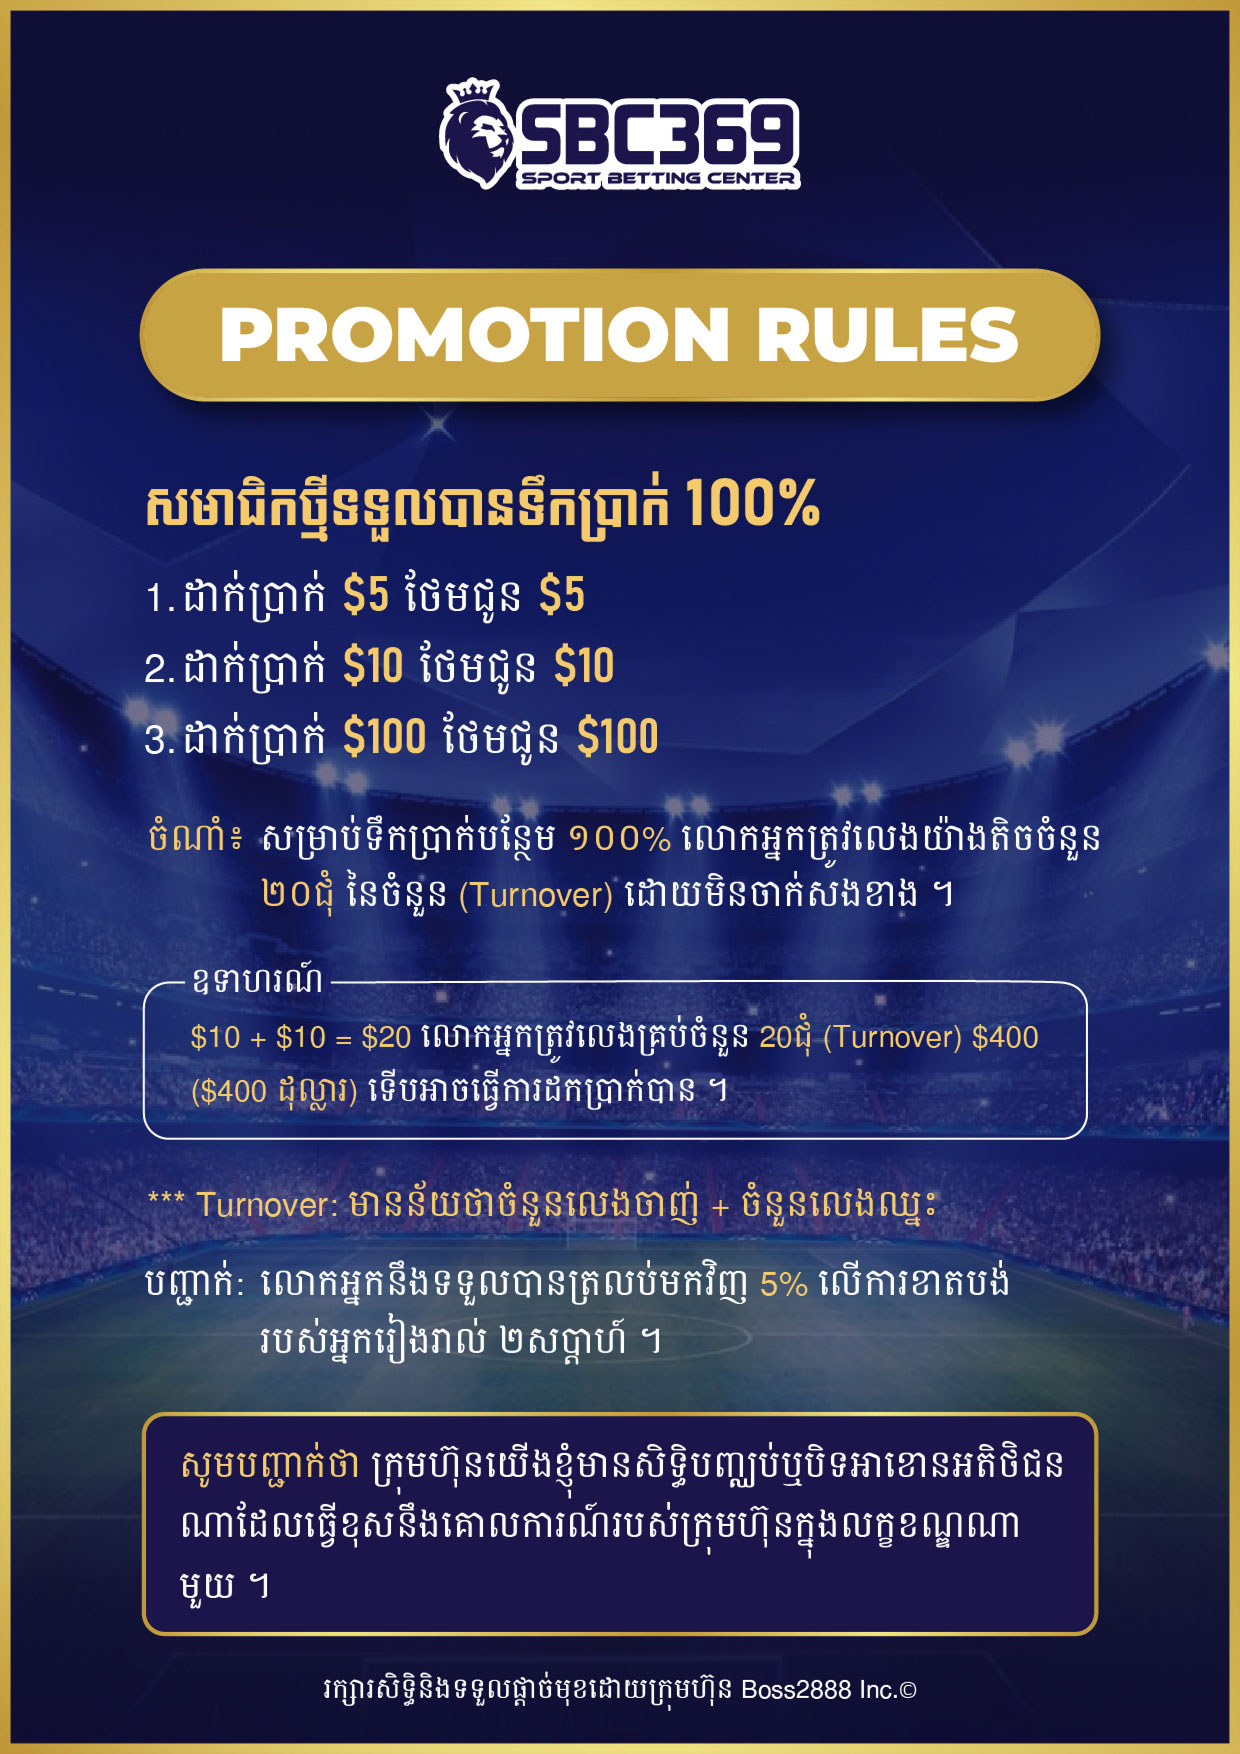 SBC369
SPORT BETTING CENTER
PROMOTION RULES
សមាជិកថ្មីទទួលបានទឹកប្រាក់ 100%
1. ដាក់ប្រាក់ $5 ថែមជូន $5
2. ដាក់ប្រាក់ $10 ថែមជូន $10
3. ដាក់ប្រាក់ $100 ថែមជូន $100
ចំណាំ៖ សម្រាប់ទឹកប្រាក់បន្ថែម ១០០% លោកអ្នកត្រូវលេងយ៉ាងតិចចំនួន
២០ជុំ នៃចំនួន (Turnover) ដោយមិនចាក់សងខាង ។
ឧទាហរណ៍
$10 + $10 = $20 លោកអ្នកត្រូវលេងគ្រប់ចំនួន 20ជុំ (Turnover) $400
($400 ដុល្លារ) ទើបអាចធ្វើការដកប្រាក់បាន ។
*** Turnover: មានន័យថាចំនួនលេងចាញ់ + ចំនួនលេងឈ្នះ
បញ្ជាក់: លោកអ្នកនឹងទទួលបានត្រលប់មកវិញ 5% លើការខាតបង់
របស់អ្នករៀងរាល់ ២សប្តាហ៍ ។
សូមបញ្ជាក់ថា ក្រុមហ៊ុនយើងខ្ញុំមានសិទ្ធិបញ្ឈប់ឬបិទអាខោនអតិថិជន
ណាដែលធ្វើខុសនឹងគោលការណ៍របស់ក្រុមហ៊ុនក្នុងលក្ខខណ្ឌណា
មួយ ។
រក្សារសិទ្ធិនិងទទួលផ្តាច់មុខដោយក្រុមហ៊ុន Boss2888 Inc.©